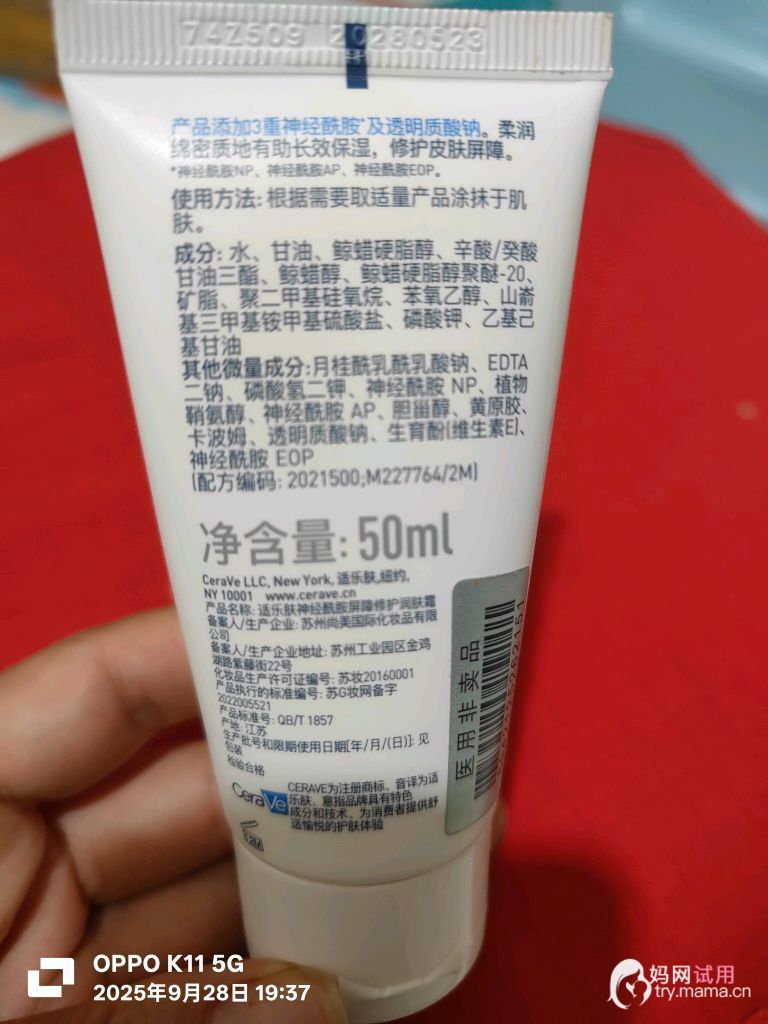 74Z509 20280523
产品添加3重神经酰胺*及透明质酸钠。柔润
绵密质地有助长效保湿，修护皮肤屏障。
*神经酰胺NP、神经酰胺AP、神经酰胺EOP。
使用方法: 根据需要取适量产品涂抹于肌
肤。
成分: 水、甘油、鲸蜡硬脂醇、辛酸/癸酸
甘油三酯、鲸蜡醇、鲸蜡硬脂醇聚醚-20、
矿脂、聚二甲基硅氧烷、苯氧乙醇、山嵛
基三甲基铵甲基硫酸盐、磷酸钾、乙基己
基甘油
其他微量成分:月桂酰乳酰乳酸钠、EDTA
二钠、磷酸氢二钾、神经酰胺 NP、植物
鞘氨醇、神经酰胺 AP、胆甾醇、黄原胶、
卡波姆、透明质酸钠、生育酚(维生素E)、
神经酰胺 EOP
(配方编码: 2021500;M227764/2M)
净含量: 50ml
CeraVe LLC, New York, 适乐肤,纽约,
NY 10001 www.cerave.cn
产品名称: 适乐肤神经酰胺屏障修护润肤霜
备案人/生产企业: 苏州尚美国际化妆品有限
公司
备案人/生产企业地址: 苏州工业园区金鸡
湖路紫藤街22号
化妆品生产许可证编号: 苏妆20160001
产品执行的标准编号: 苏G妆网备字
2022005521
产品标准号: QB/T 1857
产地: 江苏
生产批号和限期使用日期[年/月/(日)]: 见
包装
检验合格
CeraVe
CERAVE为注册商标、音译为适
乐肤、意指品牌具有特色
成分和技术、为消费者提供舒
适愉悦的护肤体验
12M
医用非卖品
OPPO K11 5G
2025年9月28日 19:37
妈网试用
try.mama.cn